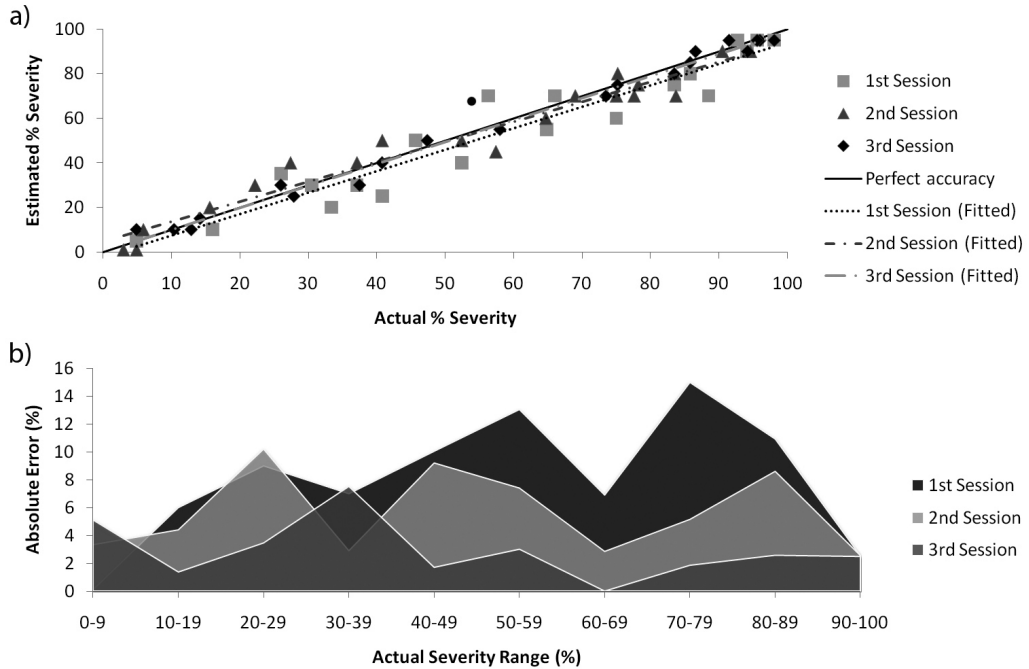 a)
Estimated % Severity
100
80
60
40
20
0
0 10 20 30 40 50 60 70 80 90 100
Actual % Severity
1st Session
2nd Session
3rd Session
Perfect accuracy
1st Session (Fitted)
2nd Session (Fitted)
3rd Session (Fitted)
b)
Absolute Error (%)
16
14
12
10
8
6
4
2
0
0-9 10-19 20-29 30-39 40-49 50-59 60-69 70-79 80-89 90-100
Actual Severity Range (%)
1st Session
2nd Session
3rd Session